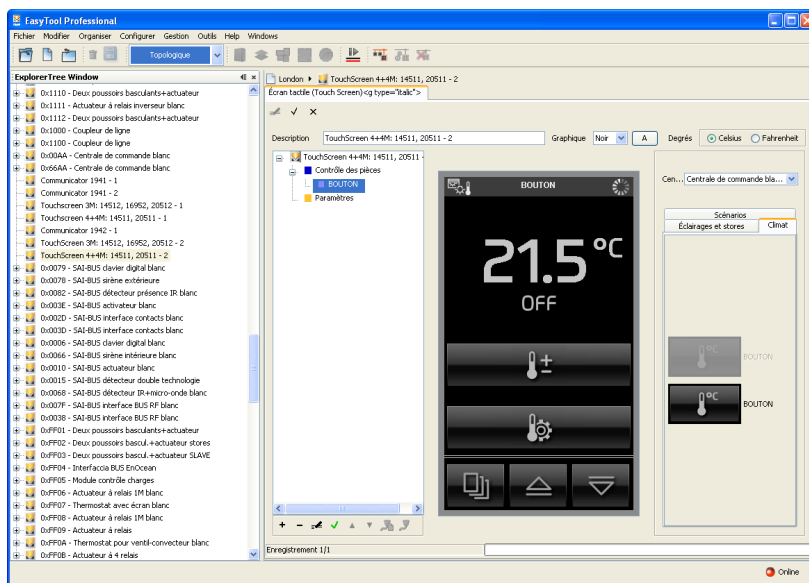 EasyTool Professional
Fichier Modifier Organiser Configurer Gestion Outils Help Windows
Topologique
ExplorerTree Window
0x1110 - Deux poussoirs basculants+actuateur
0x1111 - Actuateur à relais inverseur blanc
0x1112 - Deux poussoirs basculants+actuateur
0x1000 - Coupleur de ligne
0x1100 - Coupleur de ligne
0x00AA - Centrale de commande blanc
0x66AA - Centrale de commande blanc
Communicator 1941 - 1
Communicator 1941 - 2
Touchscreen 3M: 14512, 16952, 20512 - 1
Touchscreen 4+4M: 14511, 20511 - 1
Communicator 1942 - 1
TouchScreen 3M: 14512, 16952, 20512 - 2
TouchScreen 4+4M: 14511, 20511 - 2
0x0079 - SAI-BUS clavier digital blanc
0x0078 - SAI-BUS sirène extérieure
0x0082 - SAI-BUS détecteur présence IR blanc
0x003E - SAI-BUS activateur blanc
0x002D - SAI-BUS interface contacts blanc
0x003D - SAI-BUS interface contacts blanc
0x0006 - SAI-BUS clavier digital blanc
0x0066 - SAI-BUS sirène intérieure blanc
0x0010 - SAI-BUS actuateur blanc
0x0015 - SAI-BUS détecteur double technologie
0x0068 - SAI-BUS détecteur IR+micro-onde blanc
0x007F - SAI-BUS interface BUS RF blanc
0x0038 - SAI-BUS interface BUS RF blanc
0xFF01 - Deux poussoirs basculants+actuateur
0xFF02 - Deux poussoirs bascul.+actuateur stores
0xFF03 - Deux poussoirs bascul.+actuateur SLAVE
0xFF04 - Interfaccia BUS EnOcean
0xFF05 - Module contrôle charges
0xFF06 - Actuateur à relais 1M blanc
0xFF07 - Thermostat avec écran blanc
0xFF08 - Actuateur à relais 1M blanc
0xFF09 - Actuateur à relais
0xFF0A - Thermostat pour ventil-convecteur blanc
0xFF0B - Actuateur à 4 relais
London TouchScreen 4+4M: 14511, 20511 - 2
Écran tactile (Touch Screen)<g type="italic">
Description TouchScreen 4+4M: 14511, 20511 - 2 Graphique Noir A Degrés Celsius Fahrenheit
TouchScreen 4+4M: 14511, 20511 -
Contrôle des pièces
BOUTON
Paramètres
BOUTON
21.5°C
OFF
Cen... Centrale de commande bla...
Scénarios
Éclairages et stores Climat
°C BOUTON
°C BOUTON
Enregistrement 1/1
Online